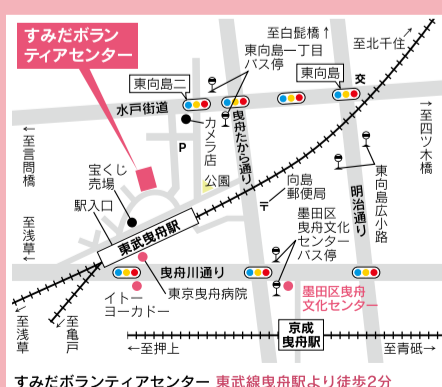 すみだボラン
ティアセンター
至白髭橋↑
至北千住→
東向島一丁目
バス停
東向島二
東向島
交
水戸街道
カメラ店
P
曳舟たから通り
←至言問橋
→至四ツ木橋
宝くじ
売場
公園
向島
郵便局
〒
明治通り
東向島広小路
駅入口
←至浅草
東武曳舟駅
墨田区
曳舟文化
センター
バス停
曳舟川通り
東京曳舟病院
イトー
ヨーカドー
墨田区曳舟
文化センター
←至浅草
←至亀戸
京成
曳舟駅
←至押上
至青砥→
すみだボランティアセンター 東武線曳舟駅より徒歩2分